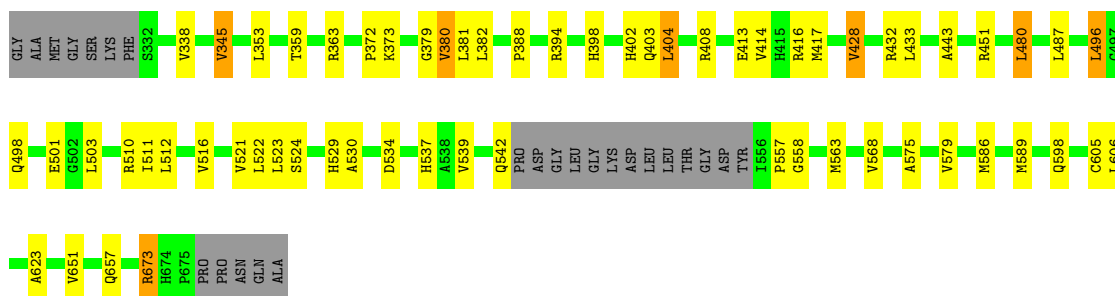 GLY ALA MET GLY SER LYS PHE S332 V338 V345 L353 T359 R363 P372 K373 G379 V380 L381 L382 P388 R394 H398 H402 Q403 L404 R408 E413 V414 H415 R416 M417 V428 R432 L433 A443 R451 L480 L487 L496 C497
Q498 E501 G502 L503 R510 I511 L512 V516 V521 L522 L523 S524 H529 A530 D534 H537 A538 V539 Q542 PRO ASP GLY LEU GLY LYS ASP LEU LEU THR GLY ASP TYR I556 P557 G558 M563 V568 A575 V579 M586 M589 Q598 C605 L606
A623 V651 Q657 R673 H674 P675 PRO PRO ASN GLN ALA